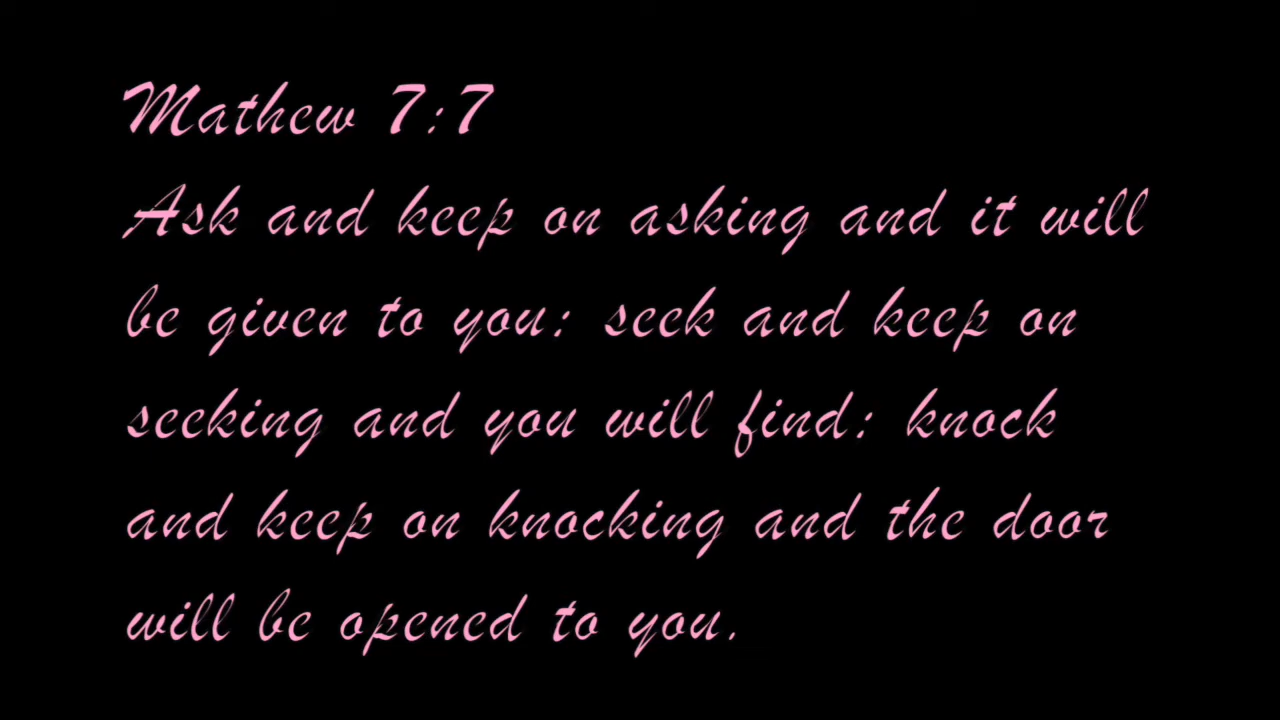 Mathew 7:7
Ask and keep on asking and it will
be given to you: seek and keep on
seeking and you will find: knock
and keep on knocking and the door
will be opened to you.